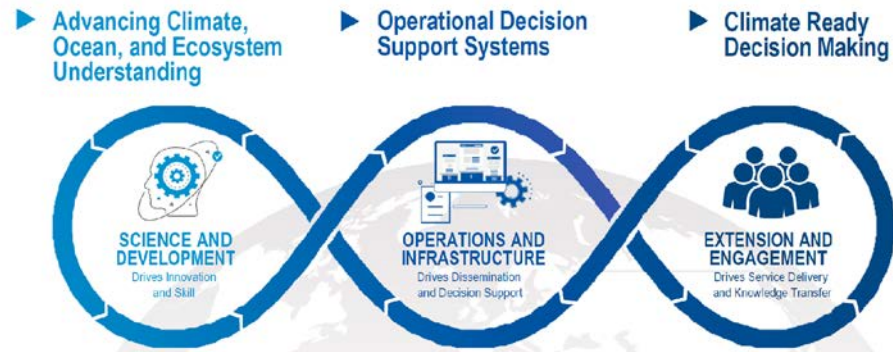 Advancing Climate,
Ocean, and Ecosystem
Understanding
Operational Decision
Support Systems
Climate Ready
Decision Making
SCIENCE AND
DEVELOPMENT
Drives Innovation
and Skill
OPERATIONS AND
INFRASTRUCTURE
Drives Dissemination
and Decision Support
EXTENSION AND
ENGAGEMENT
Drives Service Delivery
and Knowledge Transfer